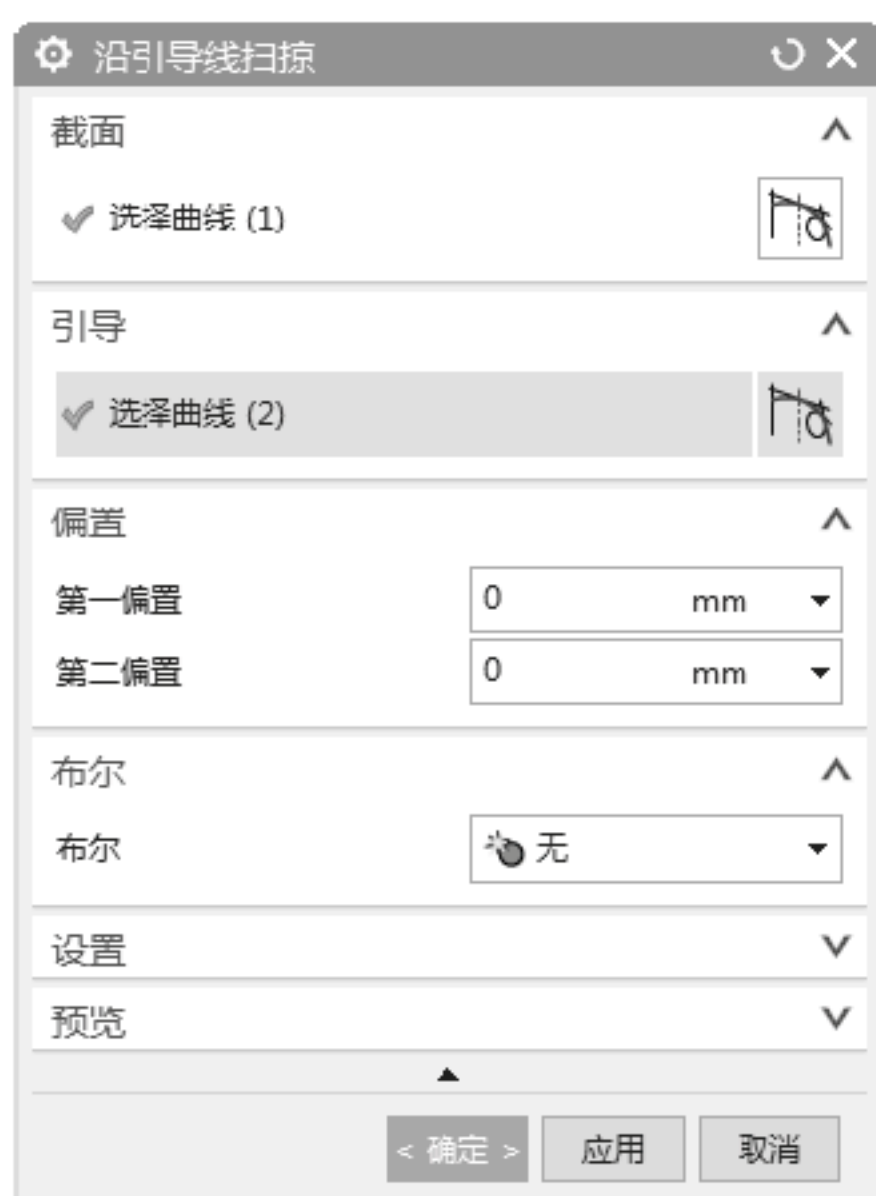 沿引导线扫掠
截面
选择曲线 (1)
引导
选择曲线 (2)
偏置
第一偏置 0 mm
第二偏置 0 mm
布尔
布尔 无
设置
预览
< 确定 > 应用 取消